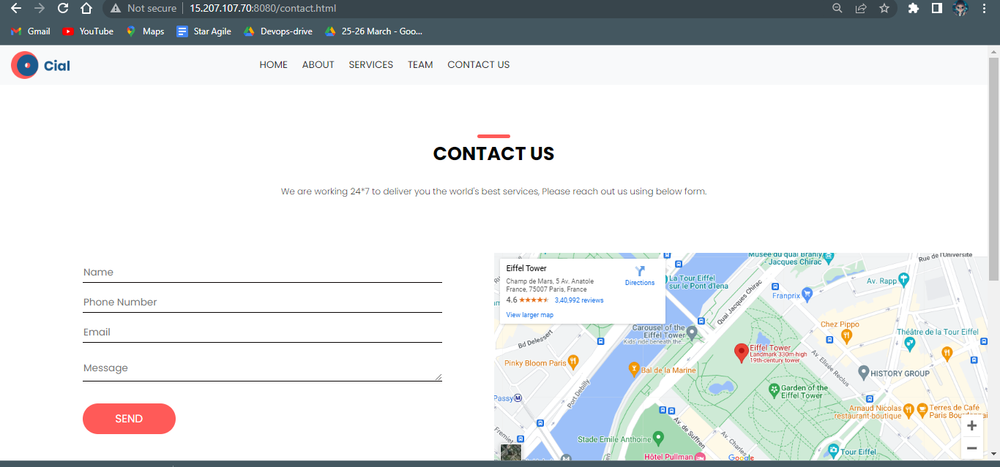 Not secure | 15.207.107.70:8080/contact.html
Gmail YouTube Maps Star Agile Devops-drive 25-26 March - Goo...
Cial HOME ABOUT SERVICES TEAM CONTACT US
CONTACT US
We are working 24*7 to deliver you the world's best services, Please reach out us using below form.
Name
Phone Number
Email
Message
SEND
Eiffel Tower
Champ de Mars, 5 Av. Anatole
France, 75007 Paris, France
4.6 3,40,992 reviews
View larger map
Directions
Musée du quai Branly
- Jacques Chirac
Rue de l'Université
La Tour Eiffel
sur le Pont d'Iena
Av. Rapp
Franprix
Quai Jacques Chirac
Chez Pippo
Carousel of the
Eiffel Tower
Kids' ride beneath the...
Théâtre de la Tour Eiffel
Bd Delessert
Eiffel Tower
Landmark 330m-high
19th-century tower
Pinky Bloom Paris
Bal de la Marine
Av. Elisée Reclus
HISTORY GROUP
Port Debilly
Garden of the
Eiffel Tower
Passy
Arnaud Nicolas
restaurant-boutique
Terres de Café
Av. de Suffren
Av. Charles
Stade Emile Anthoine
Hôtel Pullman
Google
Tour Eiffel